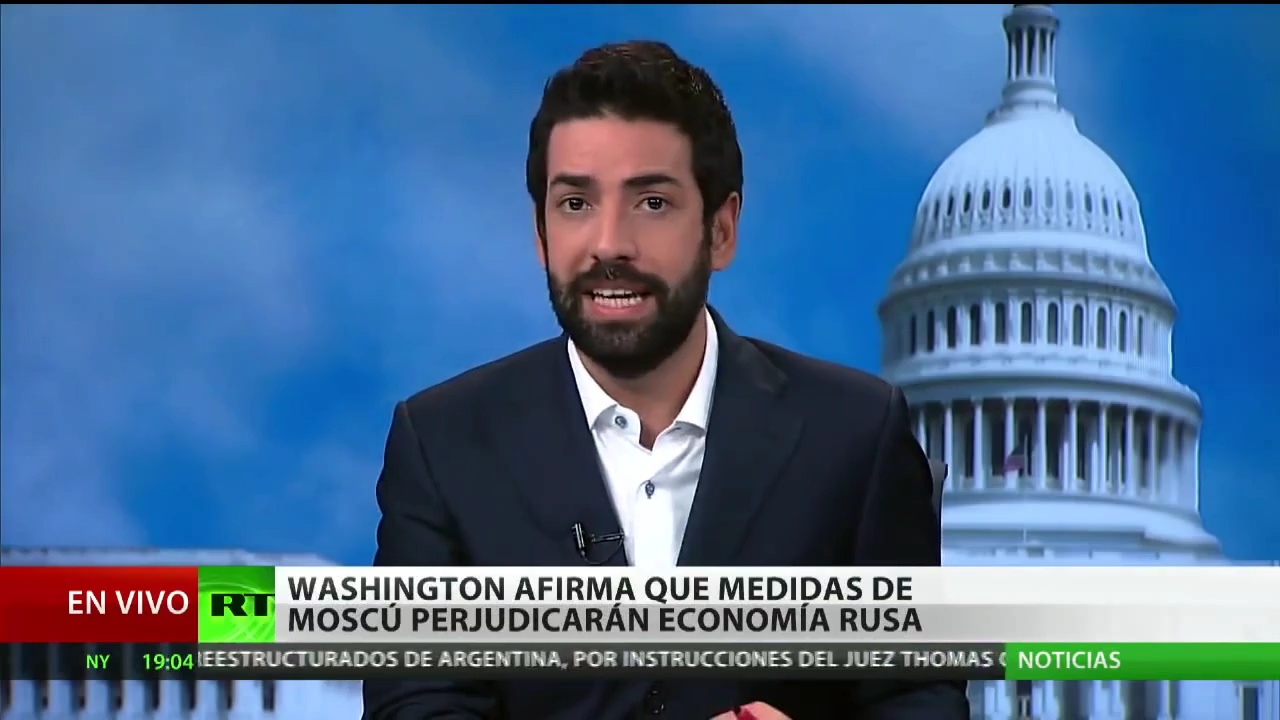 EN VIVO
RT
WASHINGTON AFIRMA QUE MEDIDAS DE
MOSCÚ PERJUDICARÁN ECONOMÍA RUSA
NY 19:04
REESTRUCTURADOS DE ARGENTINA, POR INSTRUCCIONES DEL JUEZ THOMAS
NOTICIAS